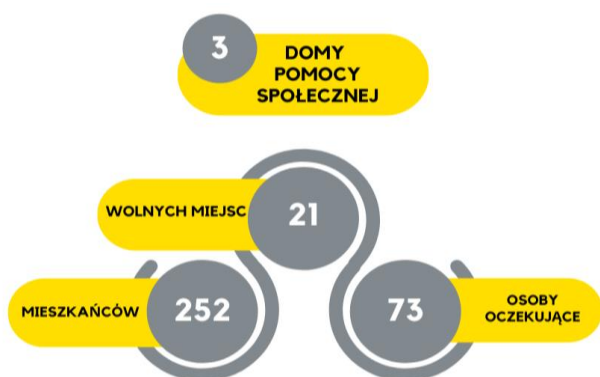 3
DOMY
POMOCY
SPOŁECZNEJ
WOLNYCH MIEJSC
21
MIESZKAŃCÓW
252
73
OSOBY
OCZEKUJĄCE